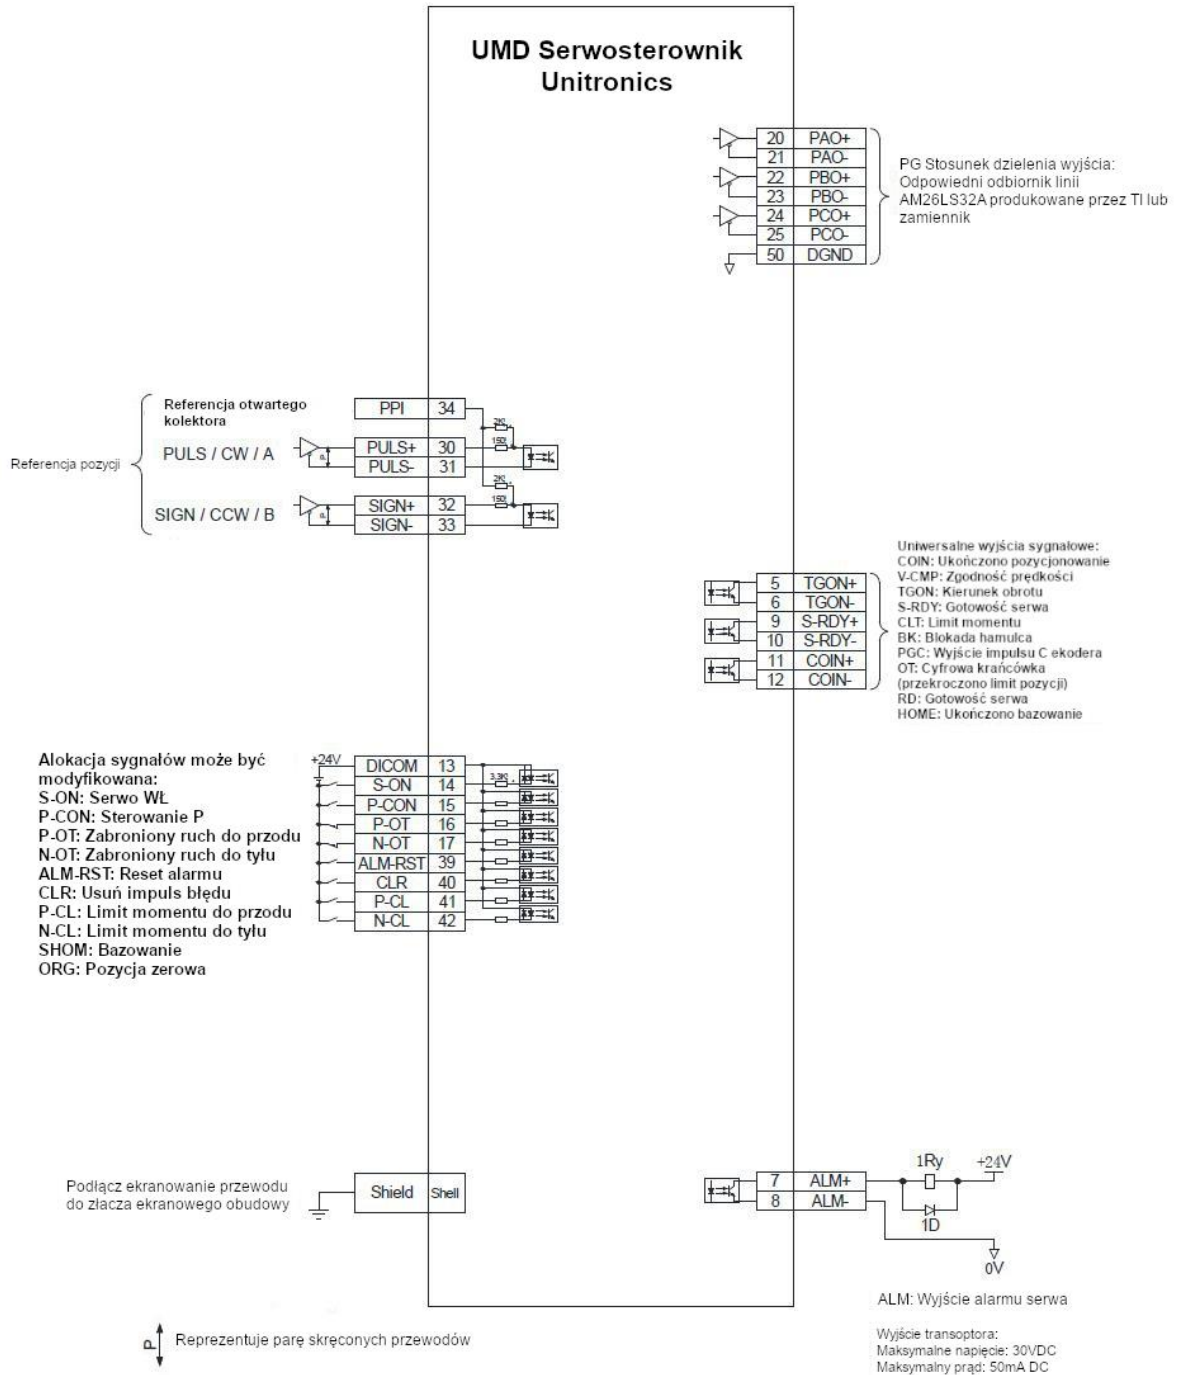 UMD Serwosterownik
Unitronics
20 PAO+
21 PAO-
22 PBO+
23 PBO-
24 PCO+
25 PCO-
50 DGND
PG Stosunek dzielenia wyjścia:
Odpowiedni odbiornik linii
AM26LS32A produkowane przez TI lub
zamiennik
Referencja pozycji
Referencja otwartego
kolektora
PULS / CW / A
SIGN / CCW / B
PPI 34
PULS+ 30
PULS- 31
SIGN+ 32
SIGN- 33
P
P
2K
150
2K
150
5 TGON+
6 TGON-
9 S-RDY+
10 S-RDY-
11 COIN+
12 COIN-
Uniwersalne wyjścia sygnałowe:
COIN: Ukończono pozycjonowanie
V-CMP: Zgodność prędkości
TGON: Kierunek obrotu
S-RDY: Gotowość serwa
CLT: Limit momentu
BK: Blokada hamulca
PGC: Wyjście impulsu C ekodera
OT: Cyfrowa krańcówka
(przekroczono limit pozycji)
RD: Gotowość serwa
HOME: Ukończono bazowanie
Alokacja sygnałów może być
modyfikowana:
S-ON: Serwo WŁ
P-CON: Sterowanie P
P-OT: Zabroniony ruch do przodu
N-OT: Zabroniony ruch do tyłu
ALM-RST: Reset alarmu
CLR: Usuń impuls błędu
P-CL: Limit momentu do przodu
N-CL: Limit momentu do tyłu
SHOM: Bazowanie
ORG: Pozycja zerowa
+24V
DICOM 13
S-ON 14
P-CON 15
P-OT 16
N-OT 17
ALM-RST 39
CLR 40
P-CL 41
N-CL 42
Podłącz ekranowanie przewodu
do złacza ekranowego obudowy
Shield Shell
7 ALM+
8 ALM-
1Ry
+24V
1D
0V
ALM: Wyjście alarmu serwa
Wyjście transoptora:
Maksymalne napięcie: 30VDC
Maksymalny prąd: 50mA DC
P
Reprezentuje parę skręconych przewodów